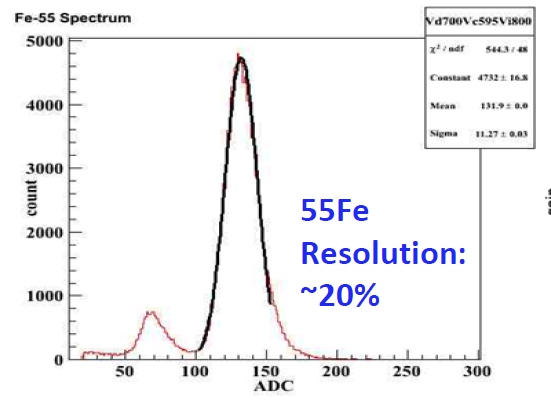 Fe-55 Spectrum
Vd700Vc595Vi800
χ² / ndf 544.3 / 48
Constant 4732 ± 16.8
Mean 131.9 ± 0.0
Sigma 11.27 ± 0.03
5000
4000
3000
2000
1000
0
count
55Fe
Resolution:
~20%
50 100 150 200 250 300
ADC